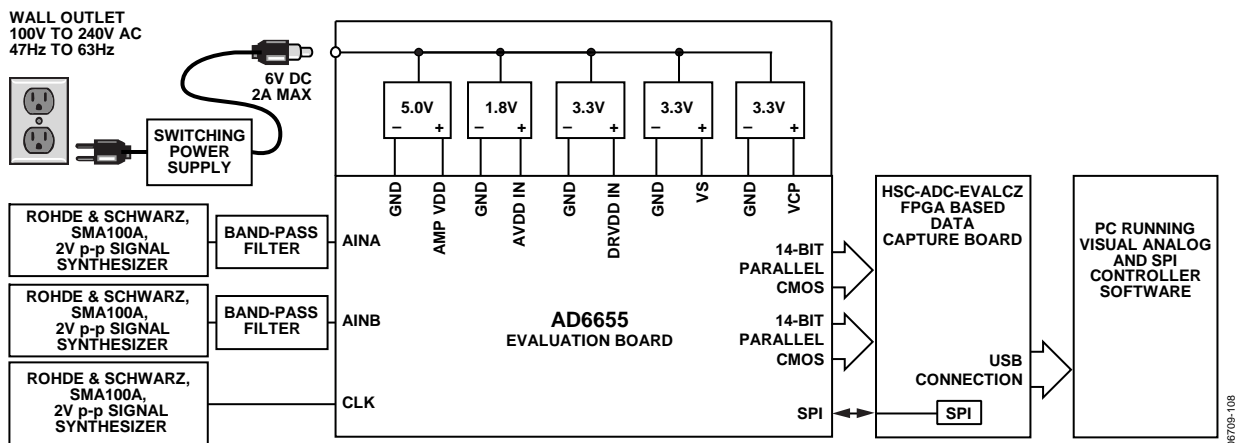 WALL OUTLET
100V TO 240V AC
47Hz TO 63Hz
6V DC
2A MAX
SWITCHING
POWER
SUPPLY
5.0V
– +
1.8V
– +
3.3V
– +
3.3V
– +
3.3V
– +
GND
AMP VDD
GND
AVDD IN
GND
DRVDD IN
GND
VS
GND
VCP
ROHDE & SCHWARZ,
SMA100A,
2V p-p SIGNAL
SYNTHESIZER
BAND-PASS
FILTER
AINA
ROHDE & SCHWARZ,
SMA100A,
2V p-p SIGNAL
SYNTHESIZER
BAND-PASS
FILTER
AINB
ROHDE & SCHWARZ,
SMA100A,
2V p-p SIGNAL
SYNTHESIZER
CLK
AD6655
EVALUATION BOARD
14-BIT
PARALLEL
CMOS
14-BIT
PARALLEL
CMOS
SPI
HSC-ADC-EVALCZ
FPGA BASED
DATA
CAPTURE BOARD
USB
CONNECTION
SPI
PC RUNNING
VISUAL ANALOG
AND SPI
CONTROLLER
SOFTWARE